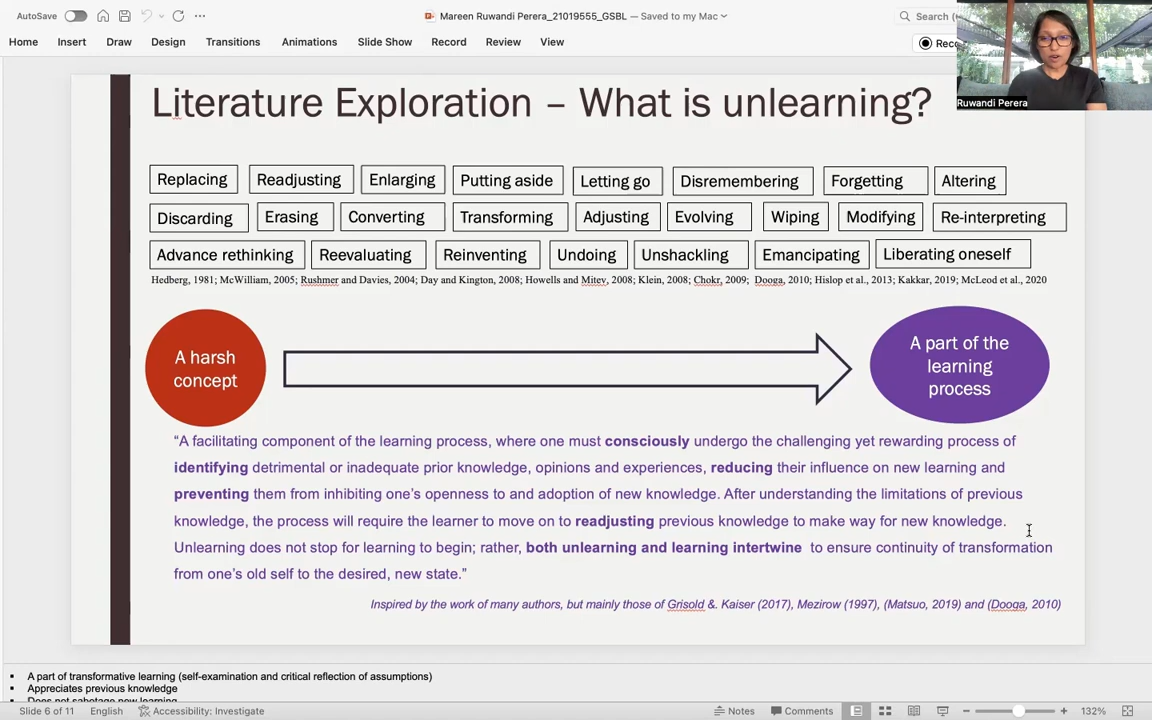 AutoSave
Mareen Ruwandi Perera_21019555_GSBL — Saved to my Mac
Search (
Home Insert Draw Design Transitions Animations Slide Show Record Review View
Rec
Ruwandi Perera
Literature Exploration – What is unlearning?
Replacing Readjusting Enlarging Putting aside Letting go Disremembering Forgetting Altering
Discarding Erasing Converting Transforming Adjusting Evolving Wiping Modifying Re-interpreting
Advance rethinking Reevaluating Reinventing Undoing Unshackling Emancipating Liberating oneself
Hedberg, 1981; McWilliam, 2005; Rushmer and Davies, 2004; Day and Kington, 2008; Howells and Mitev, 2008; Klein, 2008; Chokr, 2009; Dooga, 2010; Hislop et al., 2013; Kakkar, 2019; McLeod et al., 2020
A harsh
concept
A part of the
learning
process
“A facilitating component of the learning process, where one must consciously undergo the challenging yet rewarding process of
identifying detrimental or inadequate prior knowledge, opinions and experiences, reducing their influence on new learning and
preventing them from inhibiting one’s openness to and adoption of new knowledge. After understanding the limitations of previous
knowledge, the process will require the learner to move on to readjusting previous knowledge to make way for new knowledge.
Unlearning does not stop for learning to begin; rather, both unlearning and learning intertwine to ensure continuity of transformation
from one’s old self to the desired, new state.”
Inspired by the work of many authors, but mainly those of Grisold &. Kaiser (2017), Mezirow (1997), (Matsuo, 2019) and (Dooga, 2010)
▪ A part of transformative learning (self-examination and critical reflection of assumptions)
▪ Appreciates previous knowledge
▪ Does not sabotage new learning
Slide 6 of 11 English Accessibility: Investigate Notes Comments 132%